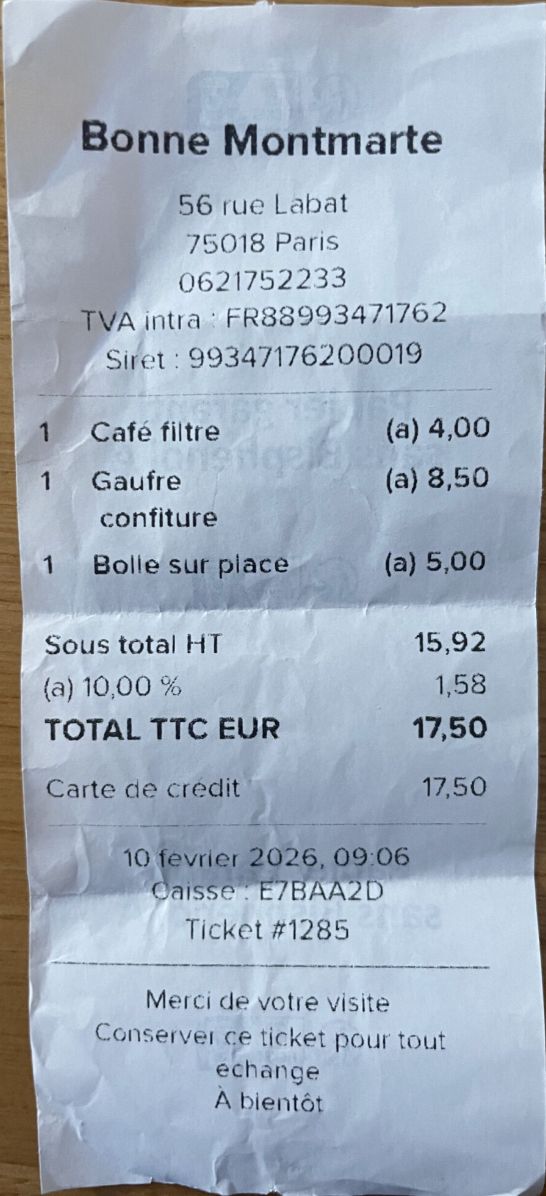 Bonne Montmarte
56 rue Labat
75018 Paris
0621752233
TVA intra : FR88993471762
Siret : 99347176200019
1 Café filtre (a) 4,00
1 Gaufre (a) 8,50
confiture
1 Bolle sur place (a) 5,00
Sous total HT 15,92
(a) 10,00 % 1,58
TOTAL TTC EUR 17,50
Carte de crédit 17,50
10 février 2026, 09:06
Caisse : E7BAA2D
Ticket #1285
Merci de votre visite
Conserver ce ticket pour tout
échange
À bientôt